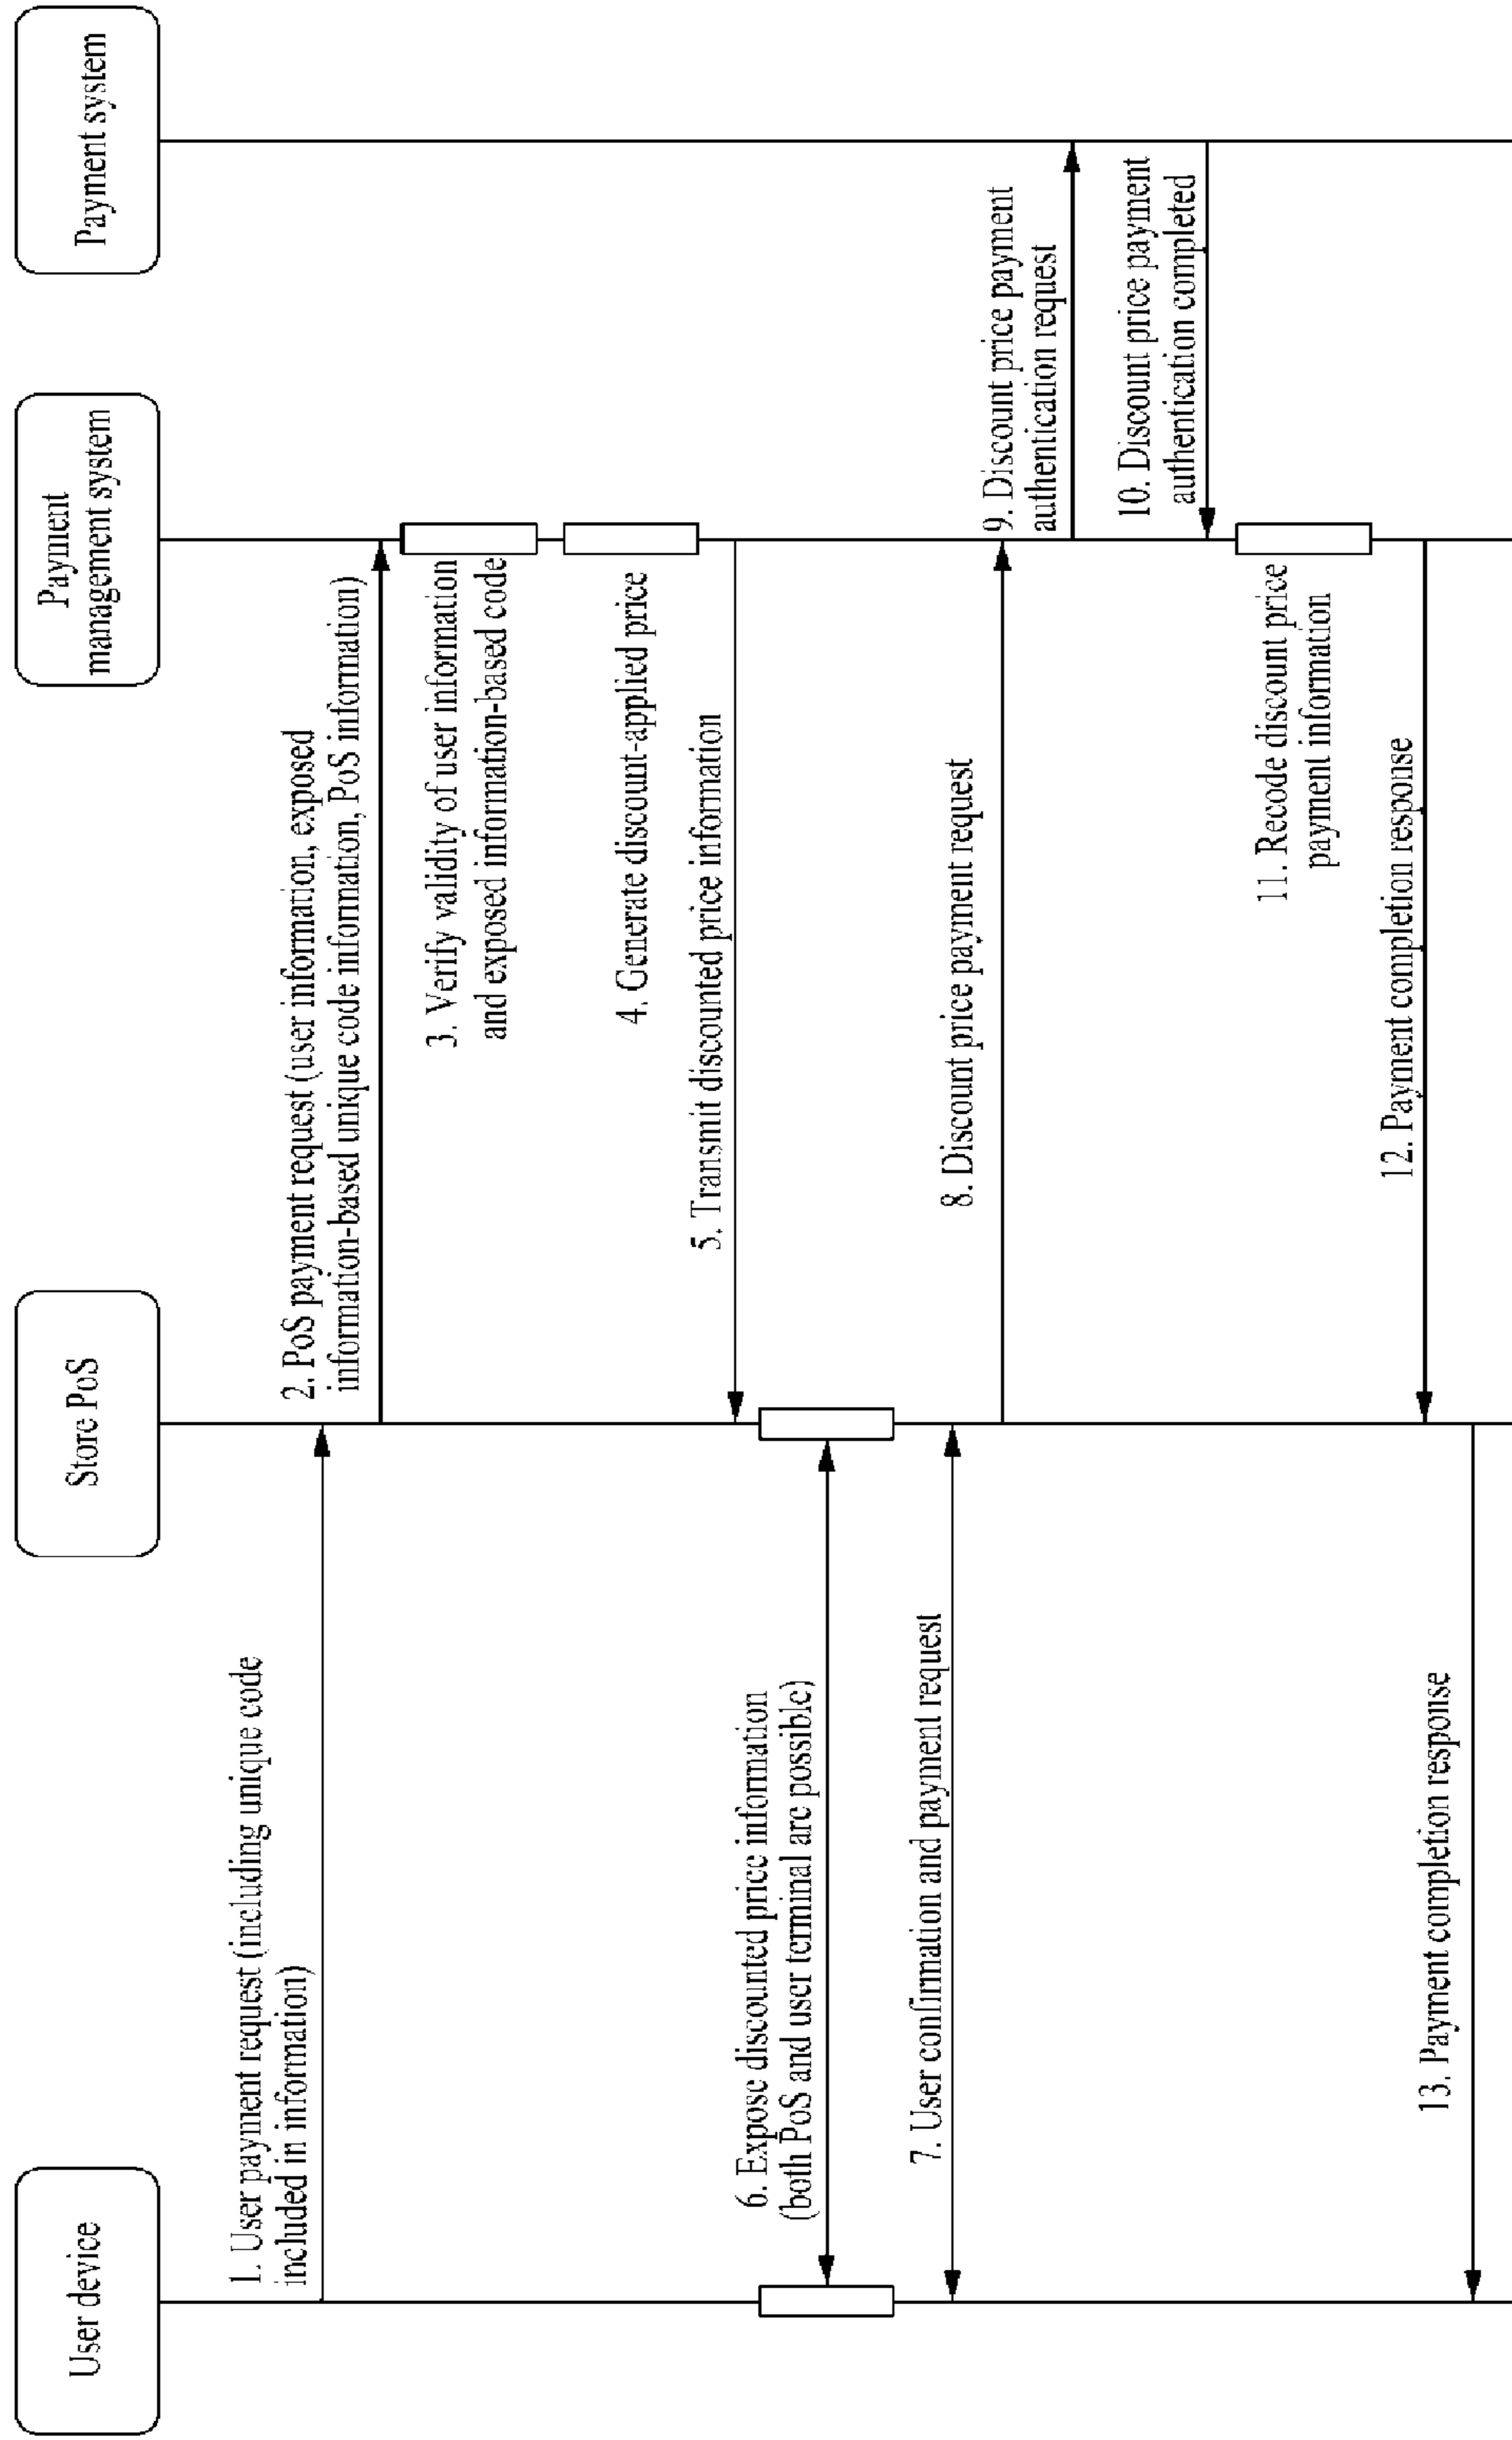 User device
Store PoS
Payment
management system
Payment system
1. User payment request (including unique code
included in information)
2. PoS payment request (user information, exposed
information-based unique code information, PoS information)
3. Verify validity of user information
and exposed information-based code
4. Generate discount-applied price
5. Transmit discounted price information
6. Expose discounted price information
(both PoS and user terminal are possible)
7. User confirmation and payment request
8. Discount price payment request
9. Discount price payment
authentication request
10. Discount price payment
authentication completed
11. Recode discount price
payment information
12. Payment completion response
13. Payment completion response